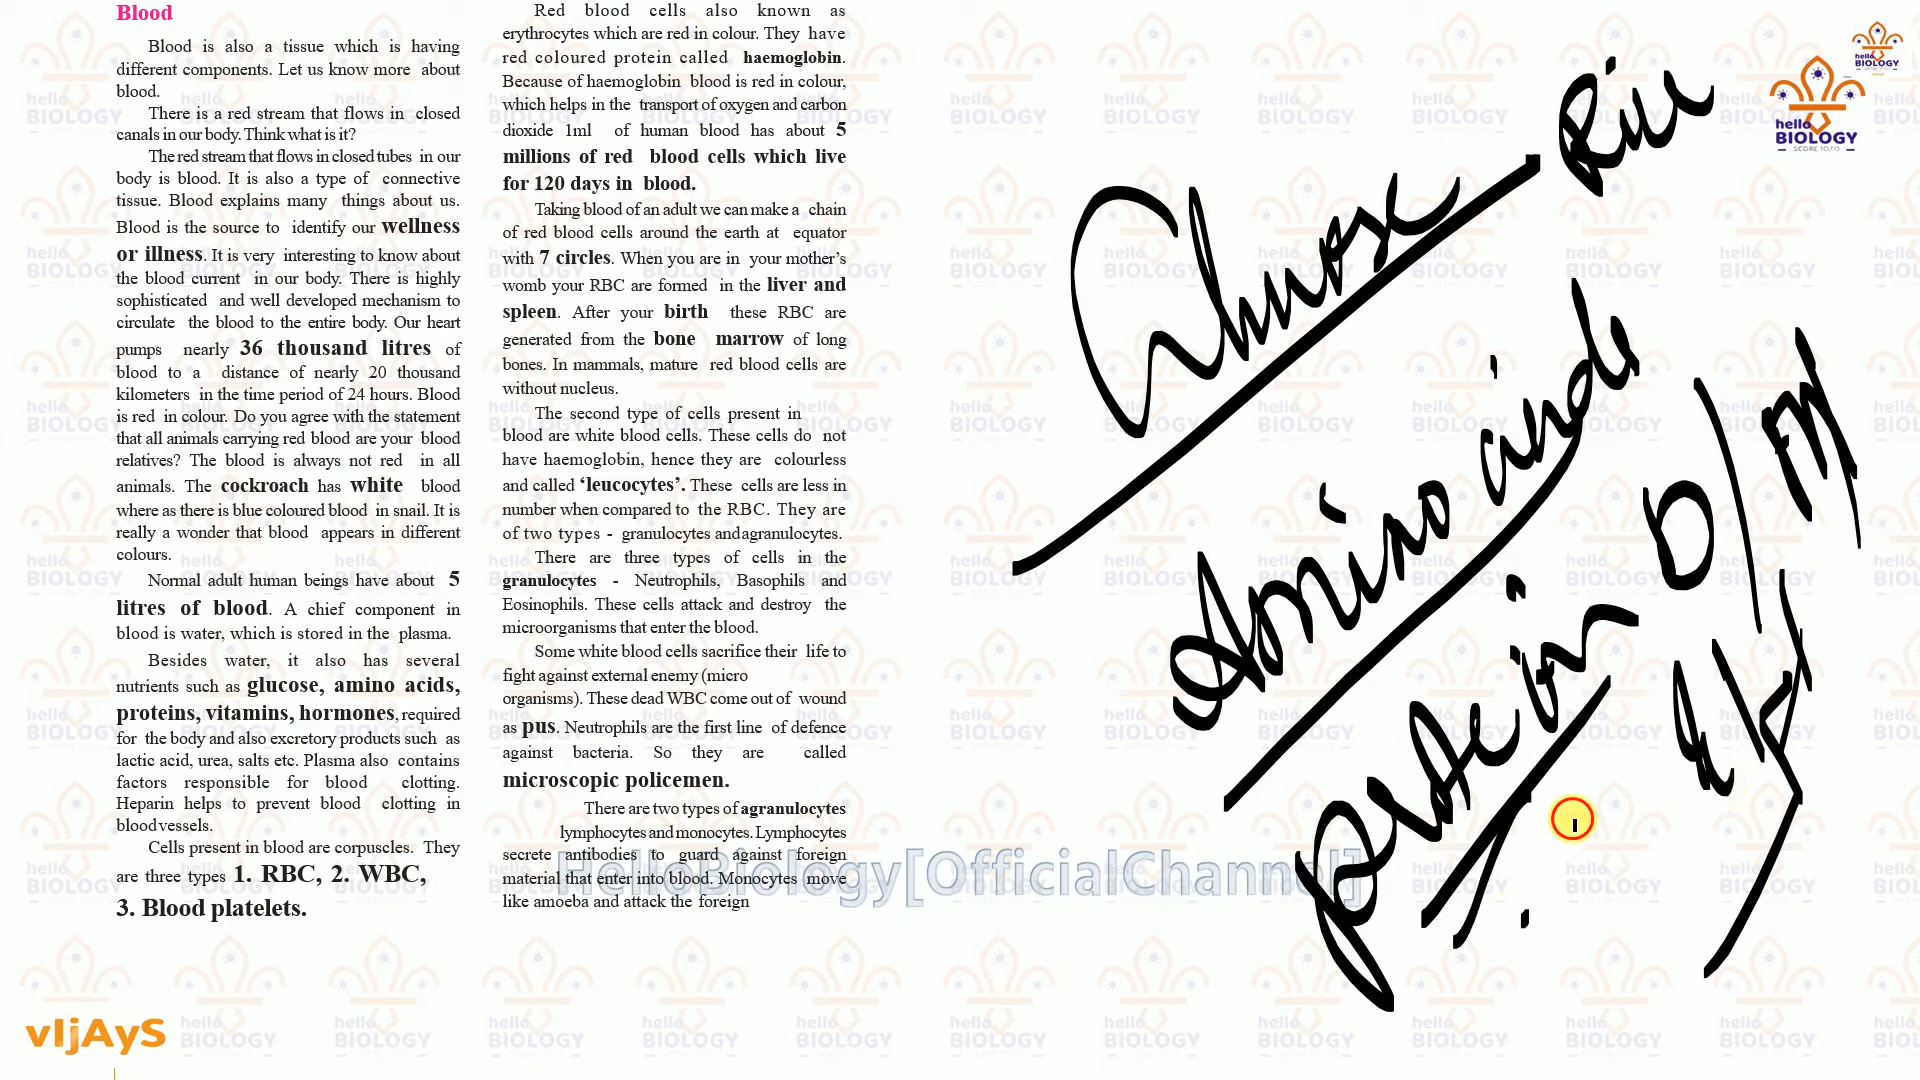 Blood
Blood is also a tissue which is having
different components. Let us know more about
blood.
There is a red stream that flows in closed
canals in our body. Think what is it?
The red stream that flows in closed tubes in our
body is blood. It is also a type of connective
tissue. Blood explains many things about us.
Blood is the source to identify our wellness
or illness. It is very interesting to know about
the blood current in our body. There is highly
sophisticated and well developed mechanism to
circulate the blood to the entire body. Our heart
pumps nearly 36 thousand litres of
blood to a distance of nearly 20 thousand
kilometers in the time period of 24 hours. Blood
is red in colour. Do you agree with the statement
that all animals carrying red blood are your blood
relatives? The blood is always not red in all
animals. The cockroach has white blood
where as there is blue coloured blood in snail. It is
really a wonder that blood appears in different
colours.
Normal adult human beings have about 5
litres of blood. A chief component in
blood is water, which is stored in the plasma.
Besides water, it also has several
nutrients such as glucose, amino acids,
proteins, vitamins, hormones, required
for the body and also excretory products such as
lactic acid, urea, salts etc. Plasma also contains
factors responsible for blood clotting.
Heparin helps to prevent blood clotting in
blood vessels.
Cells present in blood are corpuscles. They
are three types 1. RBC, 2. WBC,
3. Blood platelets.
Red blood cells also known as
erythrocytes which are red in colour. They have
red coloured protein called haemoglobin.
Because of haemoglobin blood is red in colour,
which helps in the transport of oxygen and carbon
dioxide 1ml of human blood has about 5
millions of red blood cells which live
for 120 days in blood.
Taking blood of an adult we can make a chain
of red blood cells around the earth at equator
with 7 circles. When you are in your mother's
womb your RBC are formed in the liver and
spleen. After your birth these RBC are
generated from the bone marrow of long
bones. In mammals, mature red blood cells are
without nucleus.
The second type of cells present in
blood are white blood cells. These cells do not
have haemoglobin, hence they are colourless
and called ‘leucocytes’. These cells are less in
number when compared to the RBC. They are
of two types - granulocytes andagranulocytes.
There are three types of cells in the
granulocytes - Neutrophils, Basophils and
Eosinophils. These cells attack and destroy the
microorganisms that enter the blood.
Some white blood cells sacrifice their life to
fight against external enemy (micro
organisms). These dead WBC come out of wound
as pus. Neutrophils are the first line of defence
against bacteria. So they are called
microscopic policemen.
There are two types of agranulocytes
lymphocytes and monocytes. Lymphocytes
secrete antibodies to guard against foreign
material that enter into blood. Monocytes move
like amoeba and attack the foreign
Glucose
Amino acids
protein
hello
BIOLOGY
SCORE 10/10
hello
BIOLOGY
HelloBiology[OfficialChannel]
vIjAyS